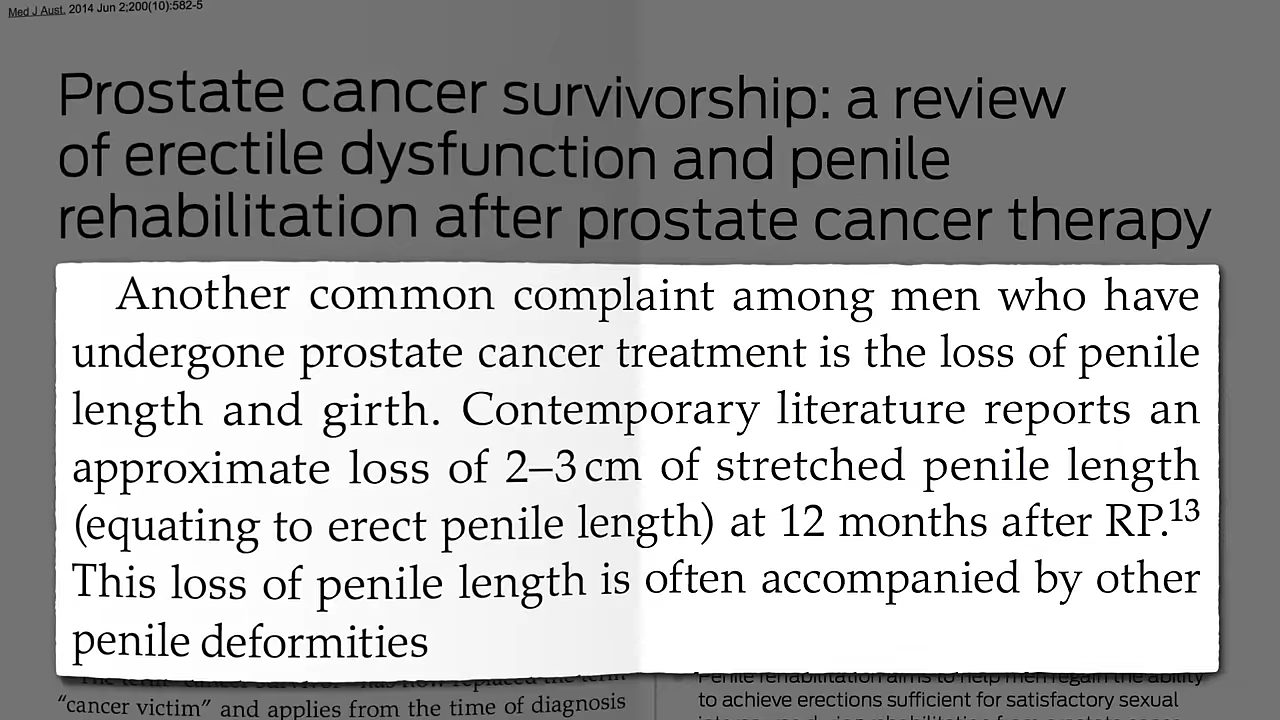 Med J Aust. 2014 Jun 2;200(10):582-5
Prostate cancer survivorship: a review
of erectile dysfunction and penile
rehabilitation after prostate cancer therapy
Another common complaint among men who have
undergone prostate cancer treatment is the loss of penile
length and girth. Contemporary literature reports an
approximate loss of 2–3 cm of stretched penile length
(equating to erect penile length) at 12 months after RP.¹³
This loss of penile length is often accompanied by other
penile deformities
“cancer victim” and applies from the time of diagnosis
Penile rehabilitation aims to help men regain the ability
to achieve erections sufficient for satisfactory sexual